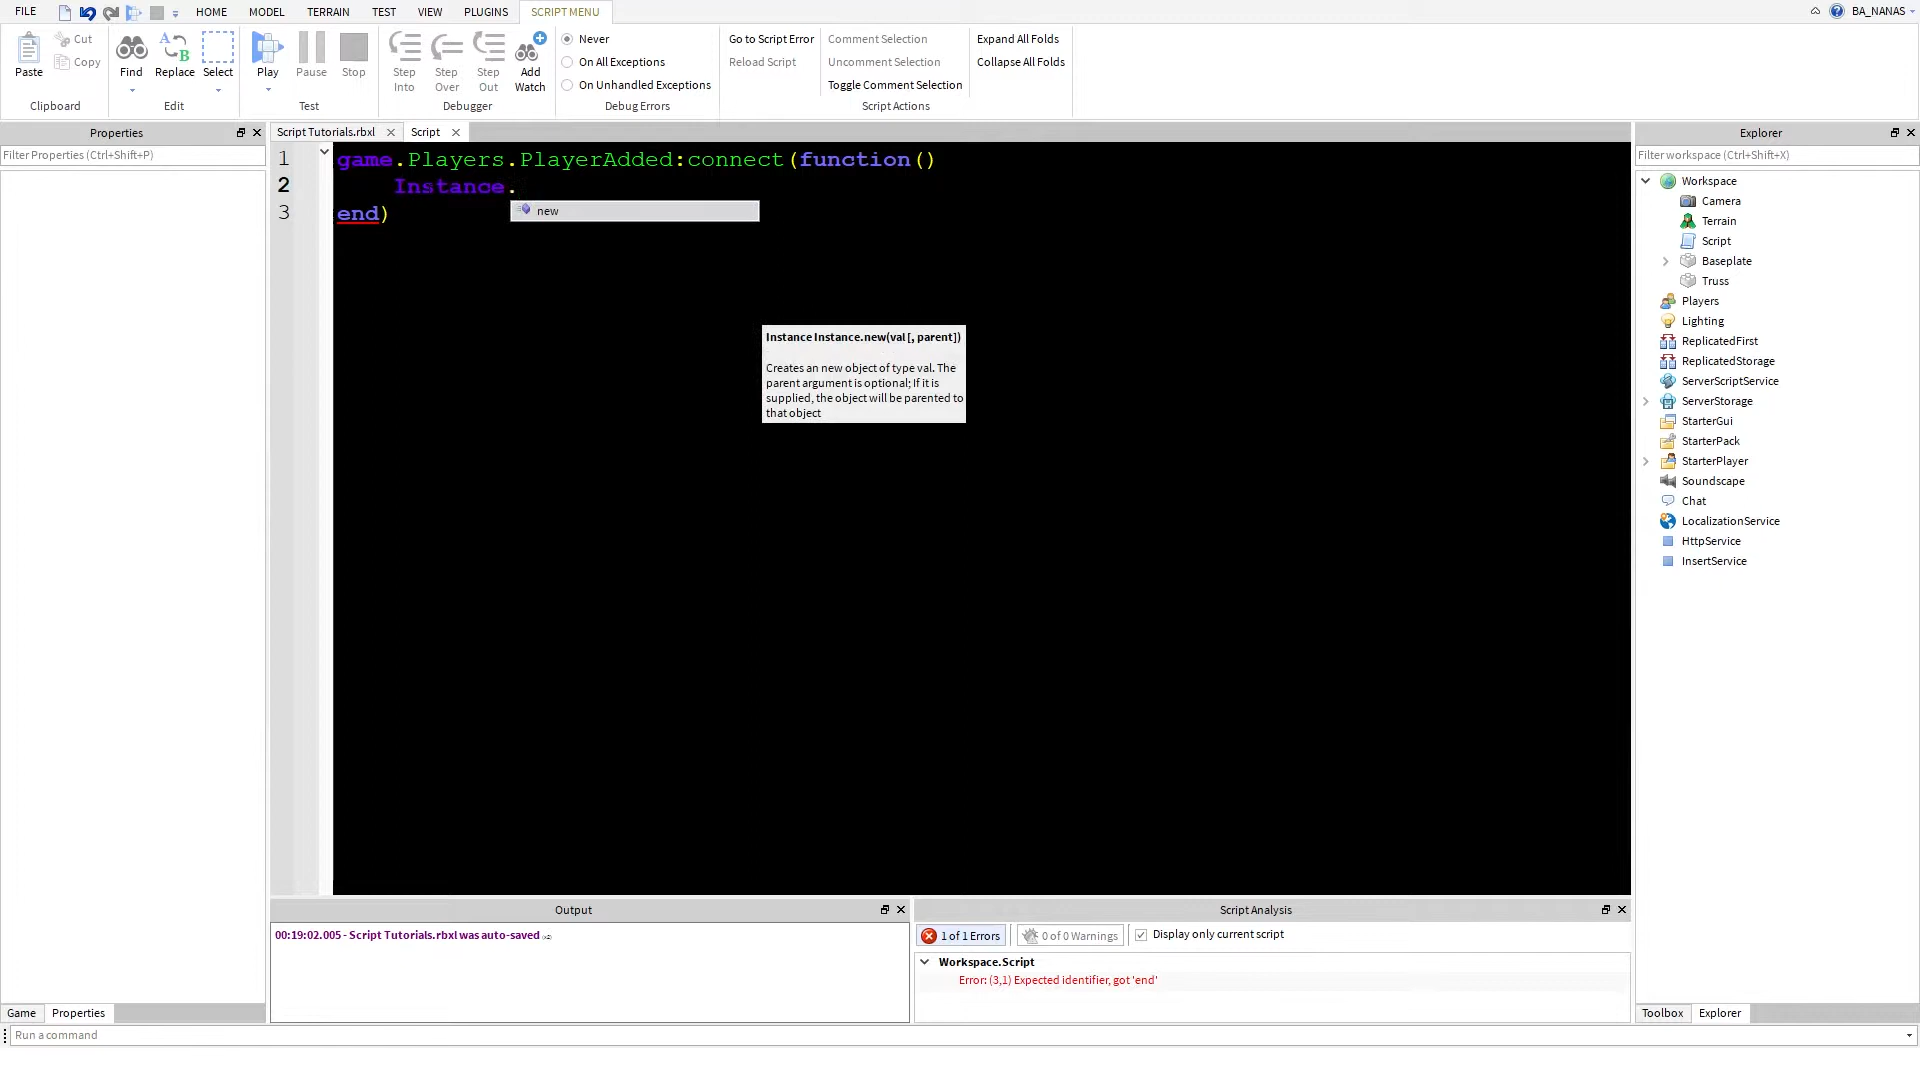 FILE HOME MODEL TERRAIN TEST VIEW PLUGINS SCRIPT MENU BA_NANAS
Paste
Cut
Copy
Clipboard
Find
Replace
Select
Edit
Play
Pause
Stop
Test
Step Into
Step Over
Step Out
Add Watch
Debugger
Never
On All Exceptions
On Unhandled Exceptions
Debug Errors
Go to Script Error
Reload Script
Comment Selection
Uncomment Selection
Toggle Comment Selection
Script Actions
Expand All Folds
Collapse All Folds
Properties
Filter Properties (Ctrl+Shift+P)
Script Tutorials.rbxl
Script
1 game.Players.PlayerAdded:connect(function()
2 Instance.
3 end)
new
Instance Instance.new(val [, parent])
Creates an new object of type val. The
parent argument is optional; If it is
supplied, the object will be parented to
that object
Explorer
Filter workspace (Ctrl+Shift+X)
Workspace
Camera
Terrain
Script
Baseplate
Truss
Players
Lighting
ReplicatedFirst
ReplicatedStorage
ServerScriptService
ServerStorage
StarterGui
StarterPack
StarterPlayer
Soundscape
Chat
LocalizationService
HttpService
InsertService
Output
00:19:02.005 - Script Tutorials.rbxl was auto-saved
Script Analysis
1 of 1 Errors
0 of 0 Warnings
Display only current script
Workspace.Script
Error: (3,1) Expected identifier, got 'end'
Game
Properties
Toolbox
Explorer
Run a command